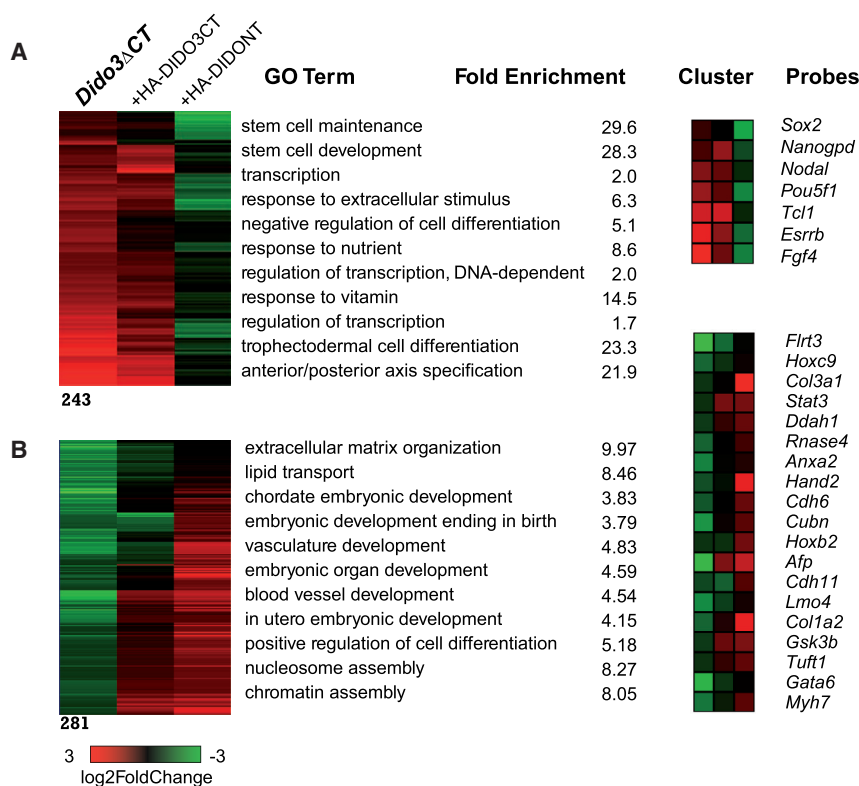 A
Dido3ΔCT
+HA-DIDO3CT
+HA-DIDONT
GO Term
Fold Enrichment
Cluster
Probes
stem cell maintenance 29.6
stem cell development 28.3
transcription 2.0
response to extracellular stimulus 6.3
negative regulation of cell differentiation 5.1
response to nutrient 8.6
regulation of transcription, DNA-dependent 2.0
response to vitamin 14.5
regulation of transcription 1.7
trophectodermal cell differentiation 23.3
anterior/posterior axis specification 21.9
243
Sox2
Nanogpd
Nodal
Pou5f1
Tcl1
Esrrb
Fgf4
B
extracellular matrix organization 9.97
lipid transport 8.46
chordate embryonic development 3.83
embryonic development ending in birth 3.79
vasculature development 4.83
embryonic organ development 4.59
blood vessel development 4.54
in utero embryonic development 4.15
positive regulation of cell differentiation 5.18
nucleosome assembly 8.27
chromatin assembly 8.05
281
Flrt3
Hoxc9
Col3a1
Stat3
Ddah1
Rnase4
Anxa2
Hand2
Cdh6
Cubn
Hoxb2
Afp
Cdh11
Lmo4
Col1a2
Gsk3b
Tuft1
Gata6
Myh7
3 -3
log2FoldChange